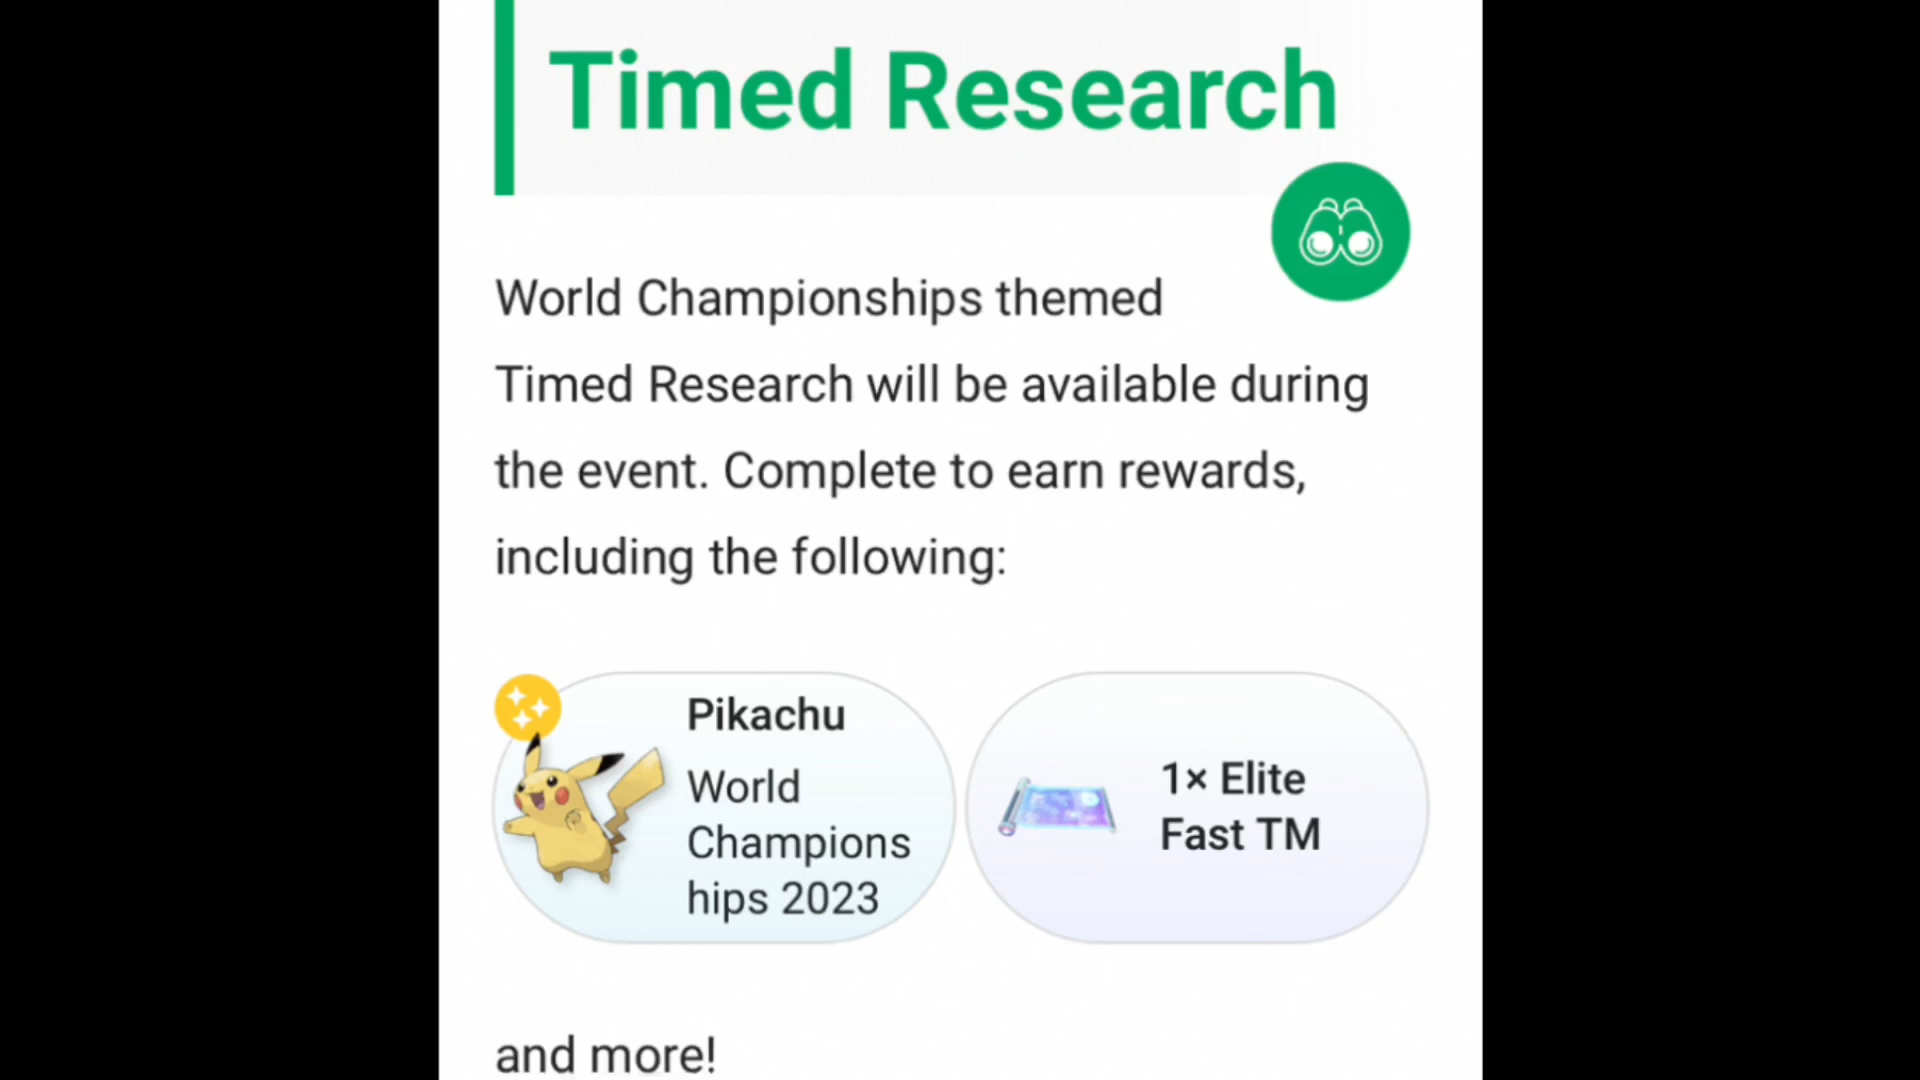 Timed Research
World Championships themed
Timed Research will be available during
the event. Complete to earn rewards,
including the following:
Pikachu
World
Champions
hips 2023
1× Elite
Fast TM
and more!